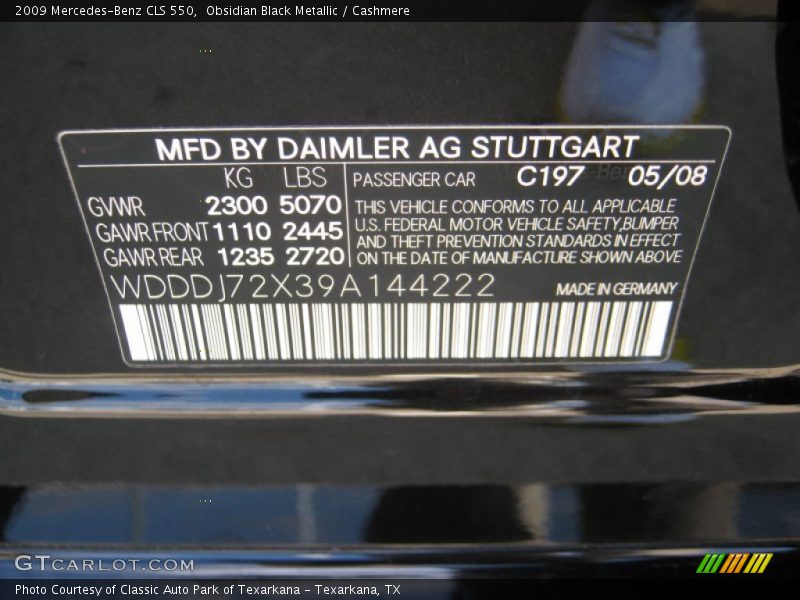 2009 Mercedes-Benz CLS 550,  Obsidian Black Metallic / Cashmere
MFD BY DAIMLER AG STUTTGART
KG LBS PASSENGER CAR C197 05/08
GVWR 2300 5070 THIS VEHICLE CONFORMS TO ALL APPLICABLE
GAWR FRONT 1110 2445 U.S. FEDERAL MOTOR VEHICLE SAFETY,BUMPER
GAWR REAR 1235 2720 AND THEFT PREVENTION STANDARDS IN EFFECT
ON THE DATE OF MANUFACTURE SHOWN ABOVE
WDDDJ72X39A144222 MADE IN GERMANY
GTCARLOT.COM
Photo Courtesy of Classic Auto Park of Texarkana - Texarkana, TX